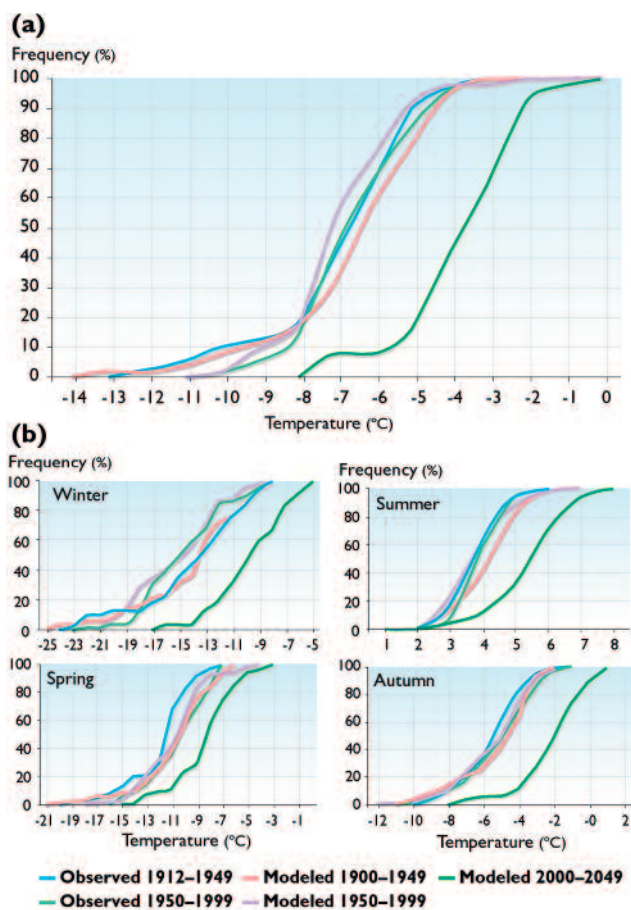 (a)
Frequency (%)
100
90
80
70
60
50
40
30
20
10
0
-14 -13 -12 -11 -10 -9 -8 -7 -6 -5 -4 -3 -2 -1 0
Temperature (ºC)
(b)
Frequency (%)
Winter
100
80
60
40
20
0
-25 -23 -21 -19 -17 -15 -13 -11 -9 -7 -5
Frequency (%)
Summer
100
80
60
40
20
0
1 2 3 4 5 6 7 8
Spring
100
80
60
40
20
0
-21 -19 -17 -15 -13 -11 -9 -7 -5 -3 -1
Temperature (ºC)
Autumn
100
80
60
40
20
0
-12 -10 -8 -6 -4 -2 -0 2
Temperature (ºC)
Observed 1912–1949 Modeled 1900–1949 Modeled 2000–2049
Observed 1950–1999 Modeled 1950–1999